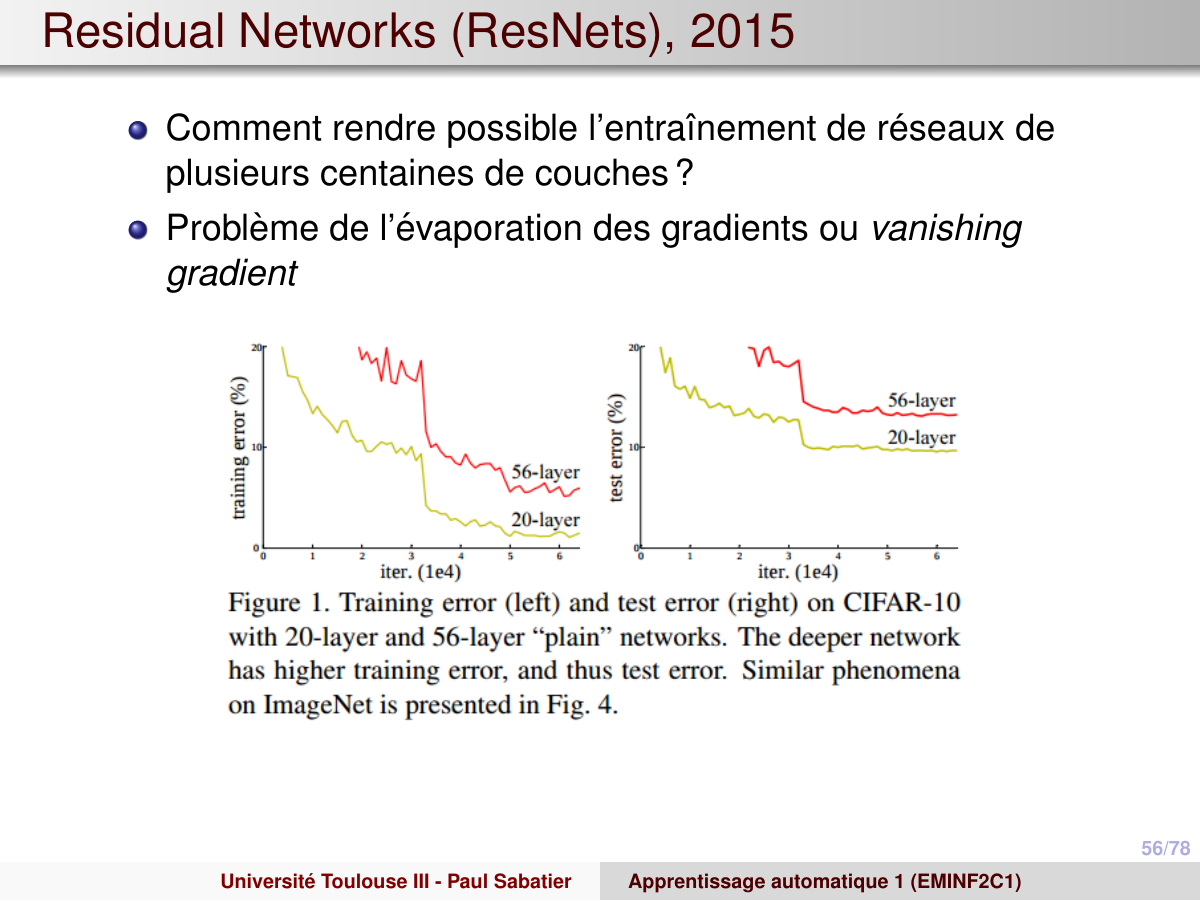 Residual Networks (ResNets), 2015
Comment rendre possible l'entraînement de réseaux de
plusieurs centaines de couches ?
Problème de l'évaporation des gradients ou vanishing
gradient
20
10
0
0 1 2 3 4 5 6
training error (%)
iter. (1e4)
56-layer
20-layer
20
10
0
0 1 2 3 4 5 6
test error (%)
iter. (1e4)
56-layer
20-layer
Figure 1. Training error (left) and test error (right) on CIFAR-10
with 20-layer and 56-layer “plain” networks. The deeper network
has higher training error, and thus test error. Similar phenomena
on ImageNet is presented in Fig. 4.
56/78
Université Toulouse III - Paul Sabatier
Apprentissage automatique 1 (EMINF2C1)